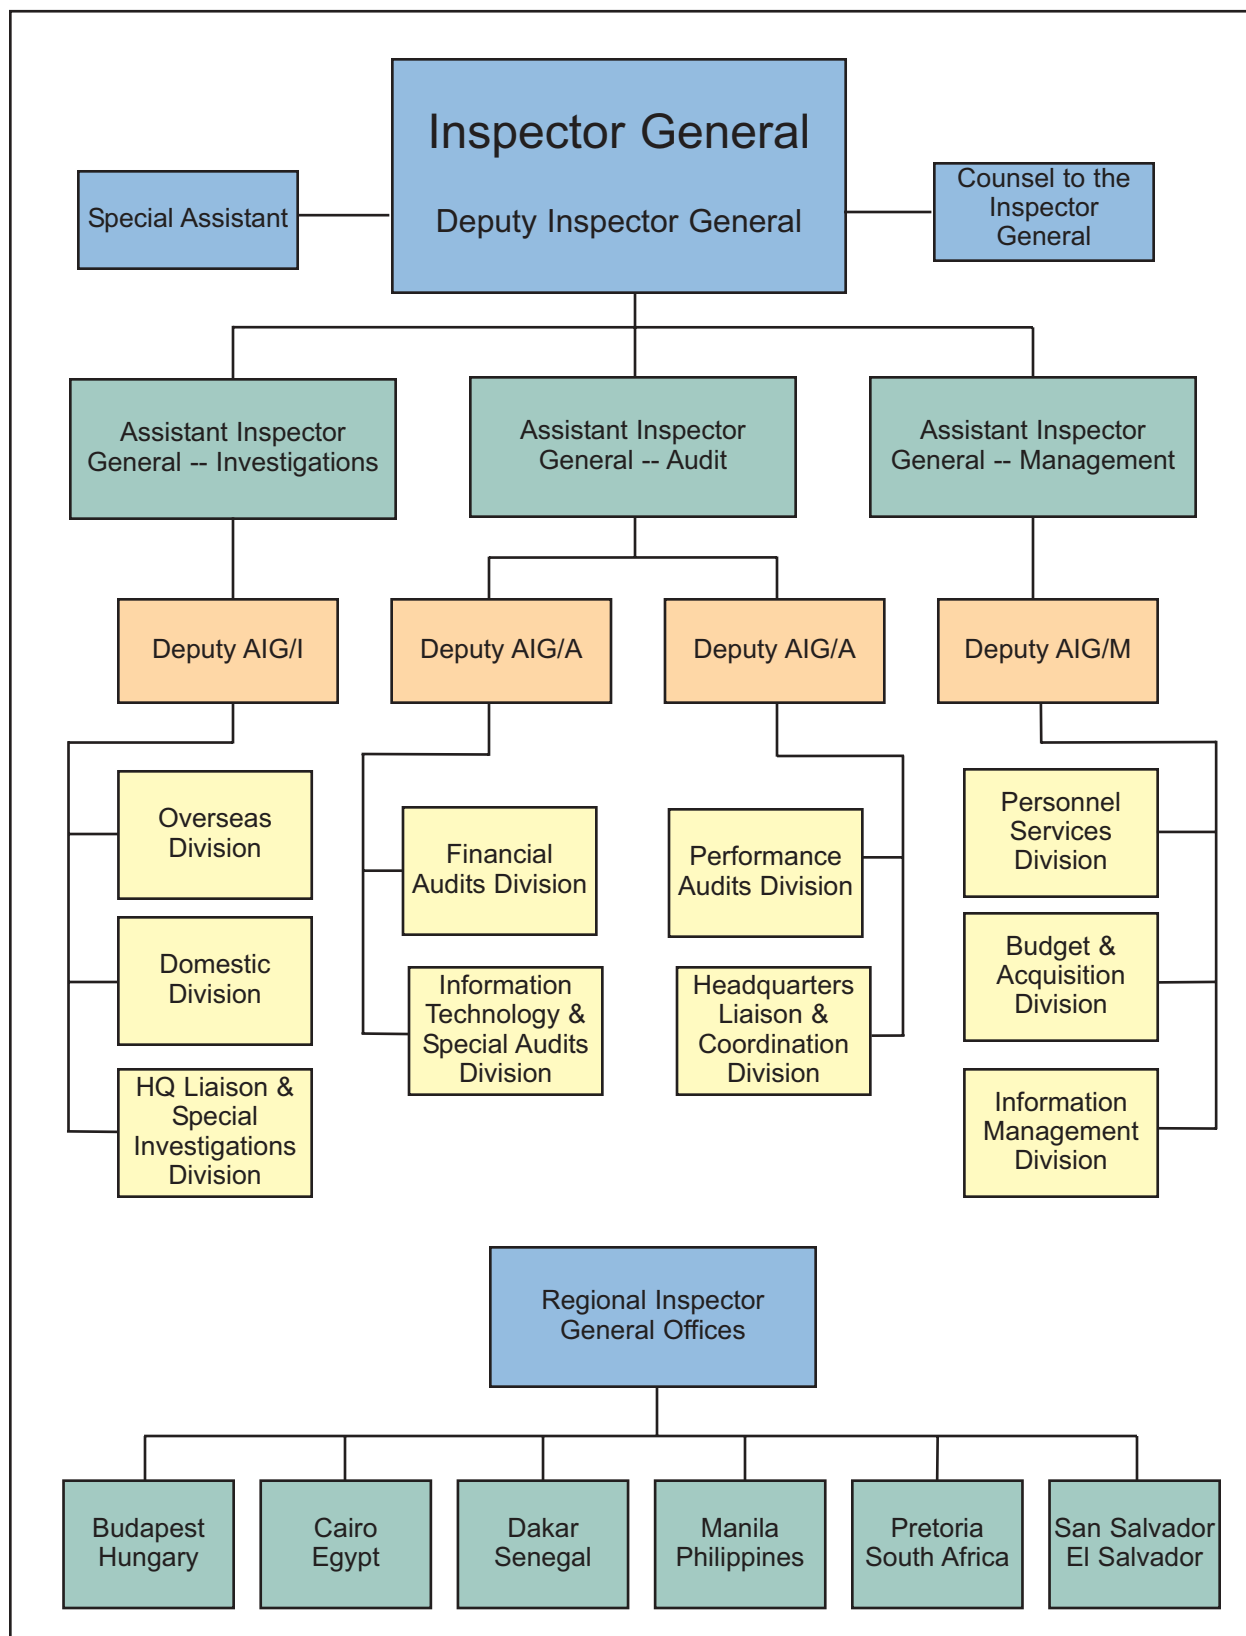 Inspector General
Deputy Inspector General
Special Assistant
Counsel to the
Inspector
General
Assistant Inspector
General -- Investigations
Assistant Inspector
General -- Audit
Assistant Inspector
General -- Management
Deputy AIG/I
Deputy AIG/A
Deputy AIG/A
Deputy AIG/M
Overseas
Division
Domestic
Division
HQ Liaison &
Special
Investigations
Division
Financial
Audits Division
Information
Technology &
Special Audits
Division
Performance
Audits Division
Headquarters
Liaison &
Coordination
Division
Personnel
Services
Division
Budget &
Acquisition
Division
Information
Management
Division
Regional Inspector
General Offices
Budapest
Hungary
Cairo
Egypt
Dakar
Senegal
Manila
Philippines
Pretoria
South Africa
San Salvador
El Salvador